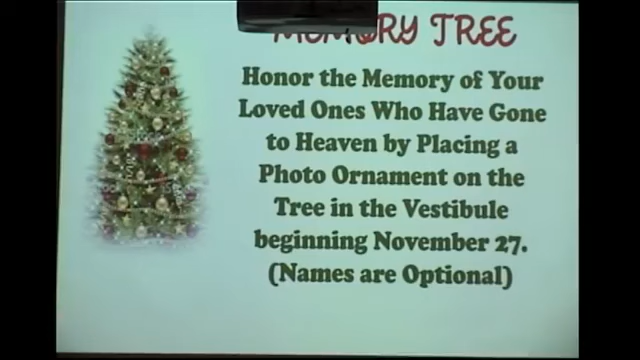 MEMORY TREE
Honor the Memory of Your
Loved Ones Who Have Gone
to Heaven by Placing a
Photo Ornament on the
Tree in the Vestibule
beginning November 27.
(Names are Optional)